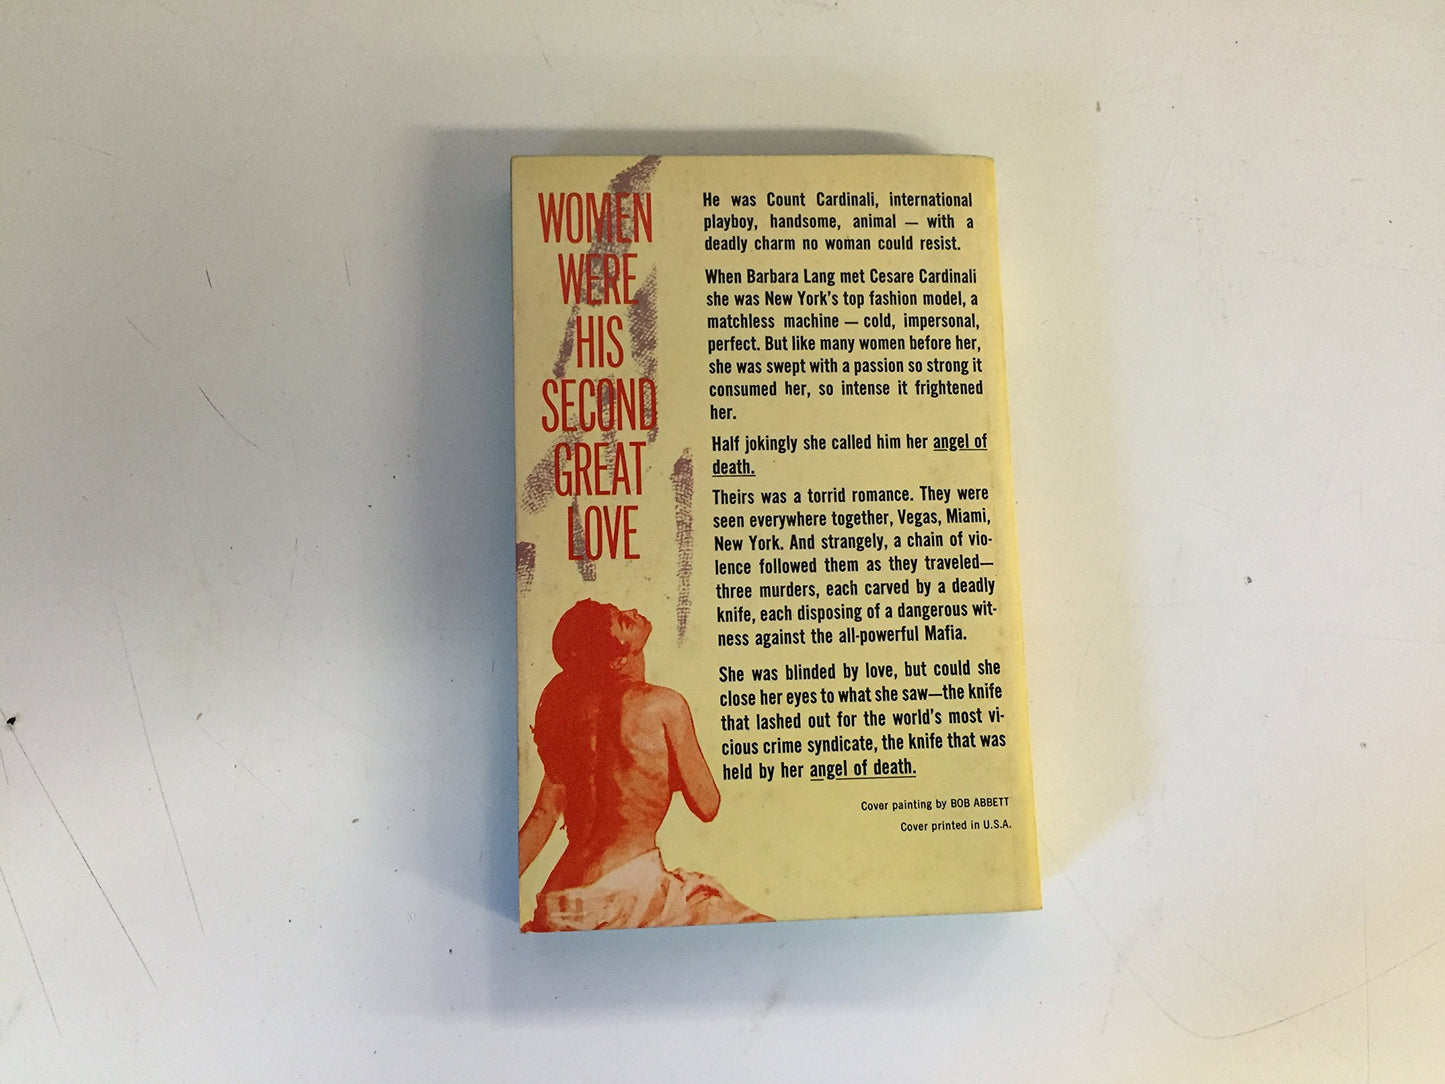 WOMEN
WERE
HIS
SECOND
GREAT
LOVE
He was Count Cardinali, international
playboy, handsome, animal — with a
deadly charm no woman could resist.
When Barbara Lang met Cesare Cardinali
she was New York's top fashion model, a
matchless machine — cold, impersonal,
perfect. But like many women before her,
she was swept with a passion so strong it
consumed her, so intense it frightened
her.
Half jokingly she called him her angel of
death.
Theirs was a torrid romance. They were
seen everywhere together, Vegas, Miami,
New York. And strangely, a chain of vio-
lence followed them as they traveled—
three murders, each carved by a deadly
knife, each disposing of a dangerous wit-
ness against the all-powerful Mafia.
She was blinded by love, but could she
close her eyes to what she saw—the knife
that lashed out for the world's most vi-
cious crime syndicate, the knife that was
held by her angel of death.
Cover painting by BOB ABBETT
Cover printed in U.S.A.